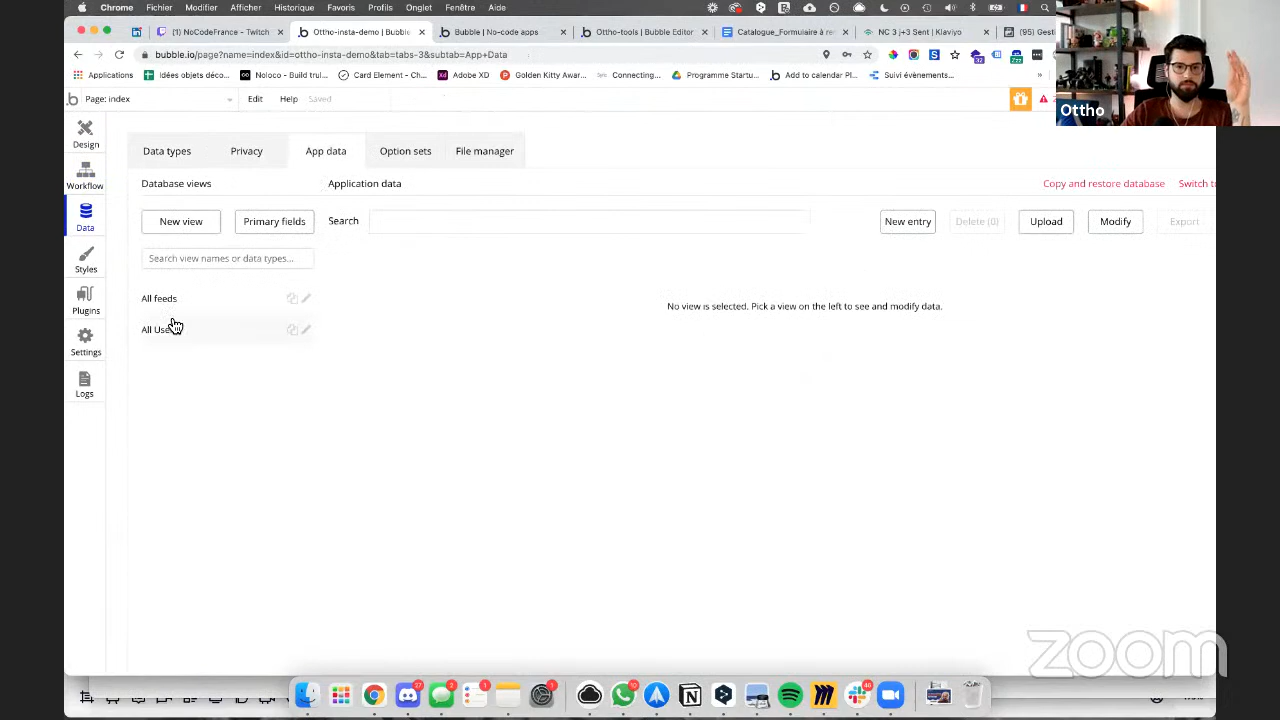 Chrome Fichier Modifier Afficher Historique Favoris Profils Onglet Fenêtre Aide
NoCodeFrance - Twitch
Ottho-insta-demo | Bubble
Bubble | No-code apps
Ottho-tools | Bubble Editor
Catalogue_Formulaire à re
NC 3 j+3 Sent | Klaviyo
(95) Gesti
bubble.io/page?name=index&id=ottho-insta-demo&tab=tabs-3&subtab=App+Data
Applications
Idées objets déco...
Noloco - Build trul...
Card Element - Ch...
Adobe XD
Golden Kitty Awar...
Connecting...
Programme Startu...
Add to calendar Pl...
Suivi évènements...
»
Ottho
Page: index
Edit
Help
Saved
Design
Workflow
Data
Styles
Plugins
Settings
Logs
Data types
Privacy
App data
Option sets
File manager
Database views
Application data
Copy and restore database
Switch to
New view
Primary fields
Search
New entry
Delete (0)
Upload
Modify
Export
Search view names or data types...
All feeds
All Use
No view is selected. Pick a view on the left to see and modify data.
zoom